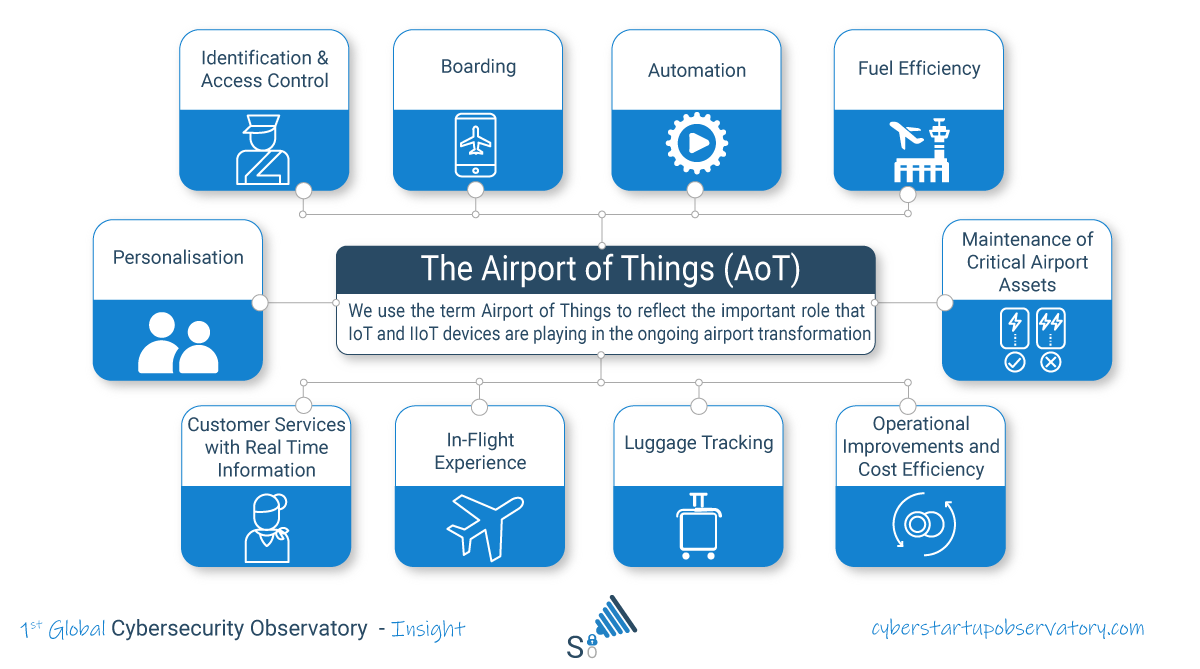 Identification &
Access Control
Boarding
Automation
Fuel Efficiency
Personalisation
The Airport of Things (AoT)
We use the term Airport of Things to reflect the important role that
IoT and IIoT devices are playing in the ongoing airport transformation
Maintenance of
Critical Airport
Assets
Customer Services
with Real Time
Information
In-Flight
Experience
Luggage Tracking
Operational
Improvements and
Cost Efficiency
1st Global Cybersecurity Observatory - Insight
S
cyberstartupobservatory.com